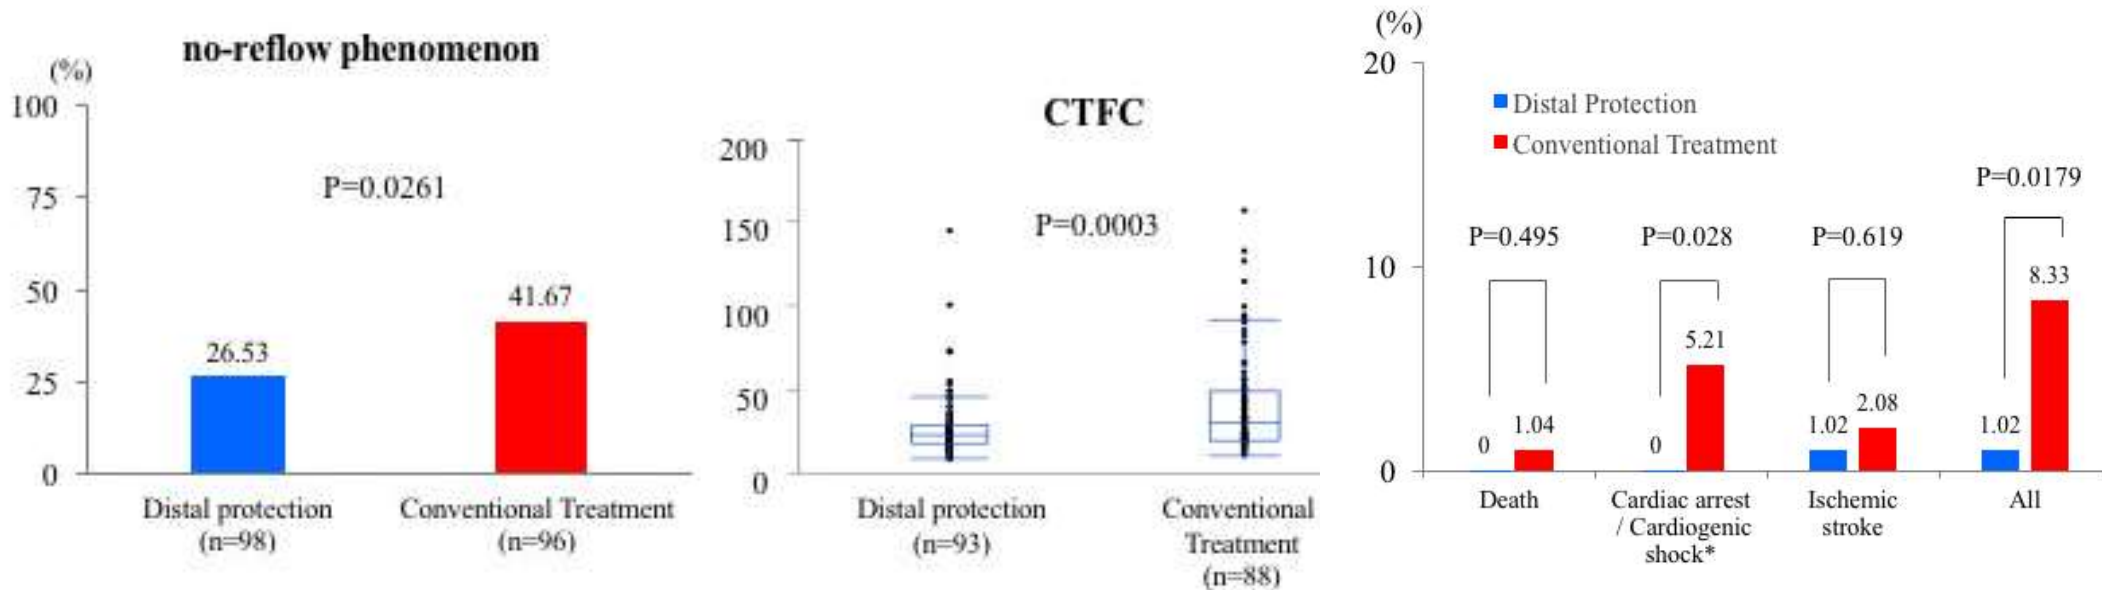 no-reflow phenomenon
(%)
100
75
50
25
0
P=0.0261
26.53
41.67
Distal protection
(n=98)
Conventional Treatment
(n=96)
CTFC
200
150
100
50
0
P=0.0003
Distal protection
(n=93)
Conventional
Treatment
(n=88)
(%)
20
10
0
Distal Protection
Conventional Treatment
P=0.495
P=0.028
P=0.619
P=0.0179
0
1.04
0
5.21
1.02
2.08
1.02
8.33
Death
Cardiac arrest
/ Cardiogenic
shock*
Ischemic
stroke
All